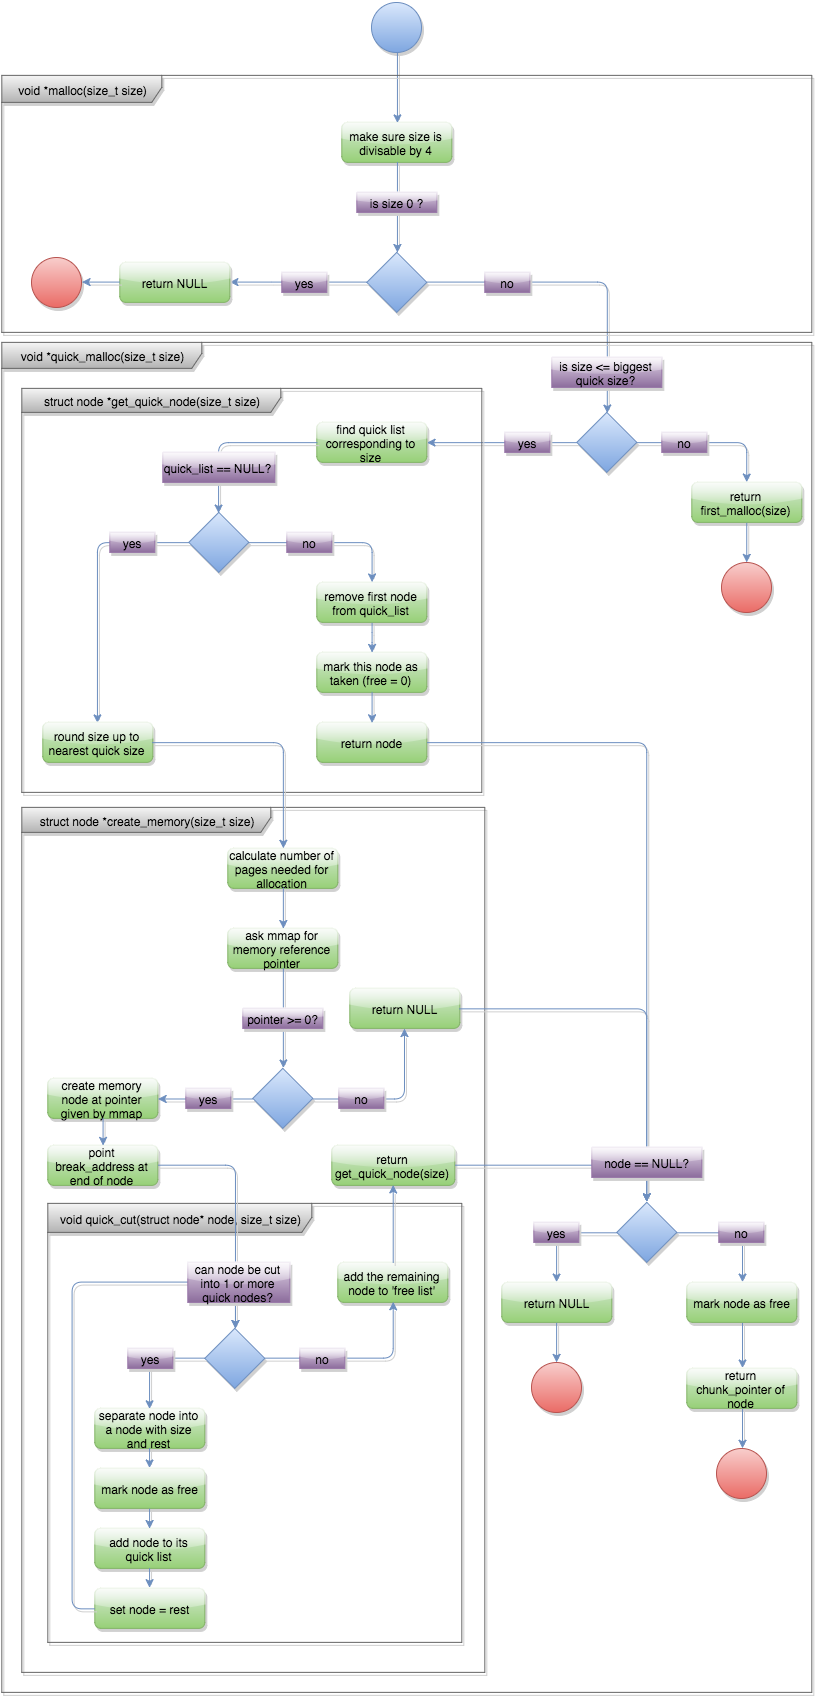 void *malloc(size_t size)
make sure size is
divisable by 4
is size 0 ?
return NULL
yes
no
void *quick_malloc(size_t size)
is size <= biggest
quick size?
struct node *get_quick_node(size_t size)
find quick list
corresponding to
size
yes
no
quick_list == NULL?
return
first_malloc(size)
yes
no
remove first node
from quick_list
mark this node as
taken (free = 0)
round size up to
nearest quick size
return node
struct node *create_memory(size_t size)
calculate number of
pages needed for
allocation
ask mmap for
memory reference
pointer
return NULL
pointer >= 0?
create memory
node at pointer
given by mmap
yes
no
point
break_address at
end of node
return
get_quick_node(size)
node == NULL?
void quick_cut(struct node* node, size_t size)
yes
no
can node be cut
into 1 or more
quick nodes?
add the remaining
node to 'free list'
return NULL
mark node as free
yes
no
return
chunk_pointer of
node
separate node into
a node with size
and rest
mark node as free
add node to its
quick list
set node = rest